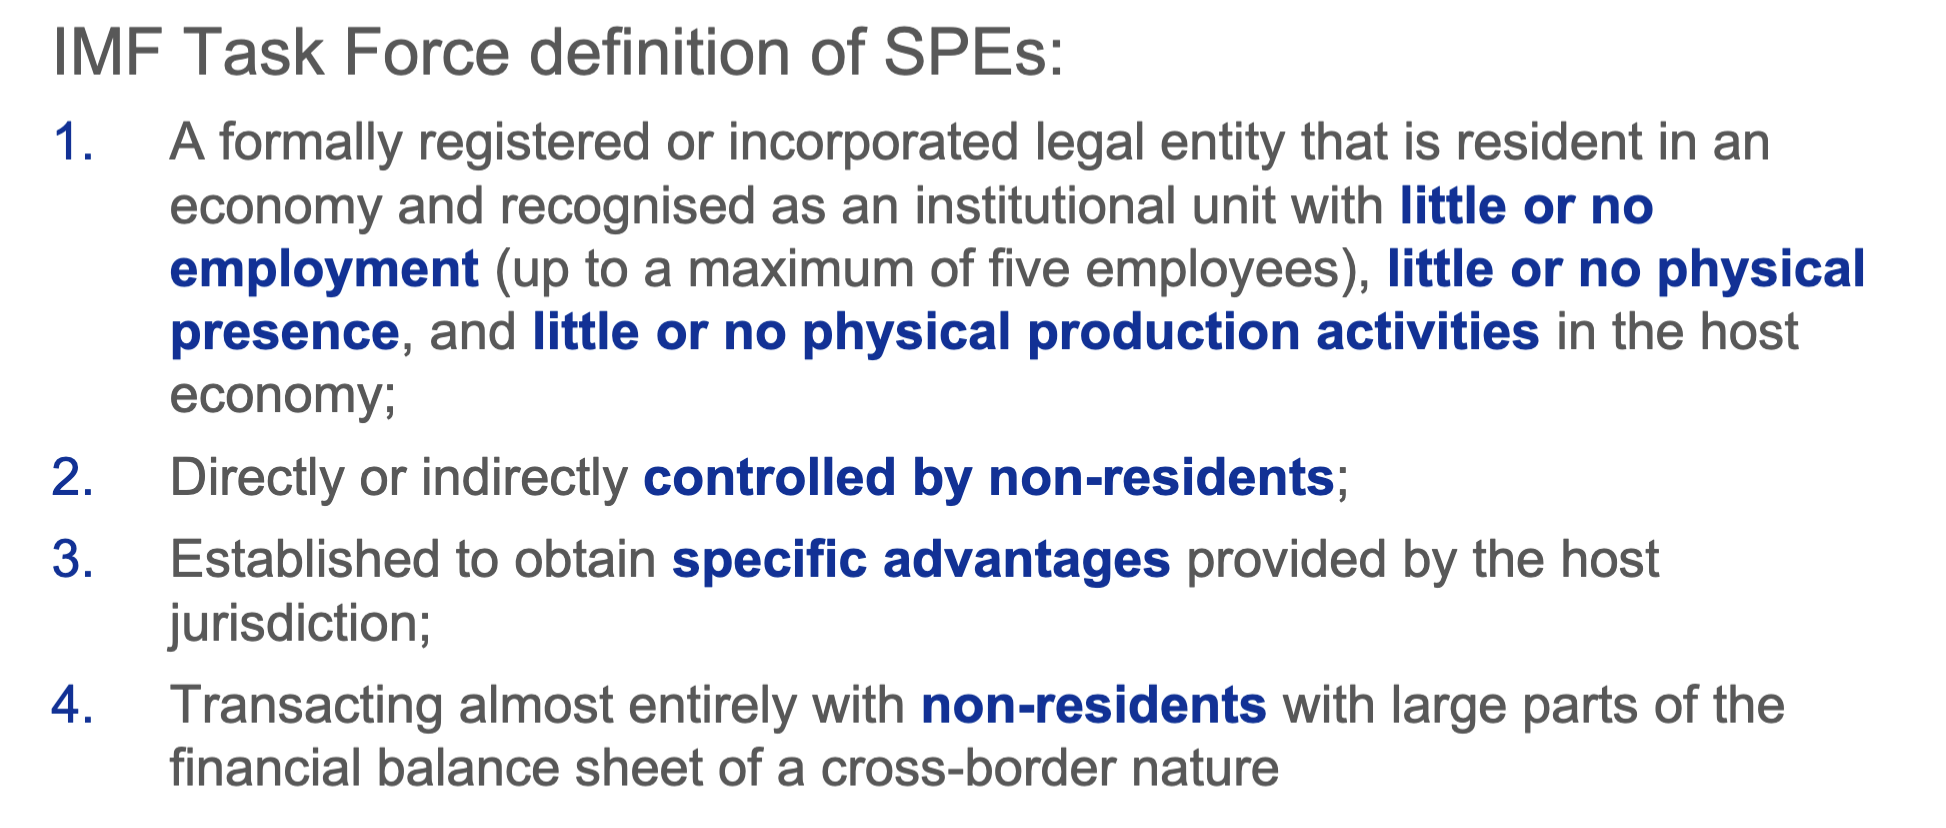 IMF Task Force definition of SPEs:
1. A formally registered or incorporated legal entity that is resident in an
economy and recognised as an institutional unit with little or no
employment (up to a maximum of five employees), little or no physical
presence, and little or no physical production activities in the host
economy;
2. Directly or indirectly controlled by non-residents;
3. Established to obtain specific advantages provided by the host
jurisdiction;
4. Transacting almost entirely with non-residents with large parts of the
financial balance sheet of a cross-border nature